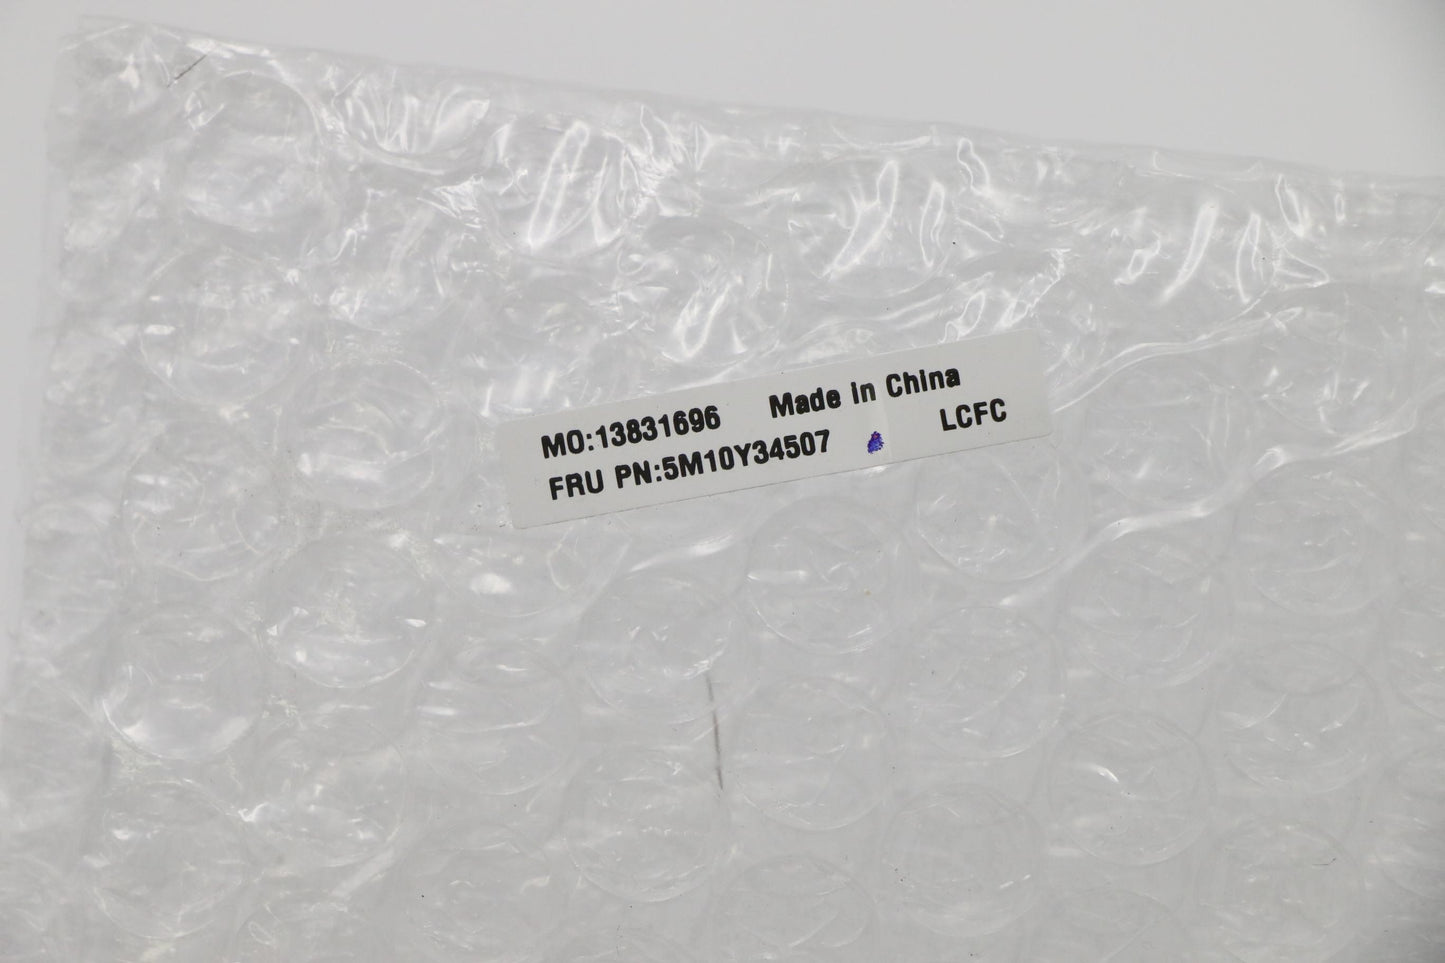 MO:13831696 Made in China
FRU PN:5M10Y34507 LCFC